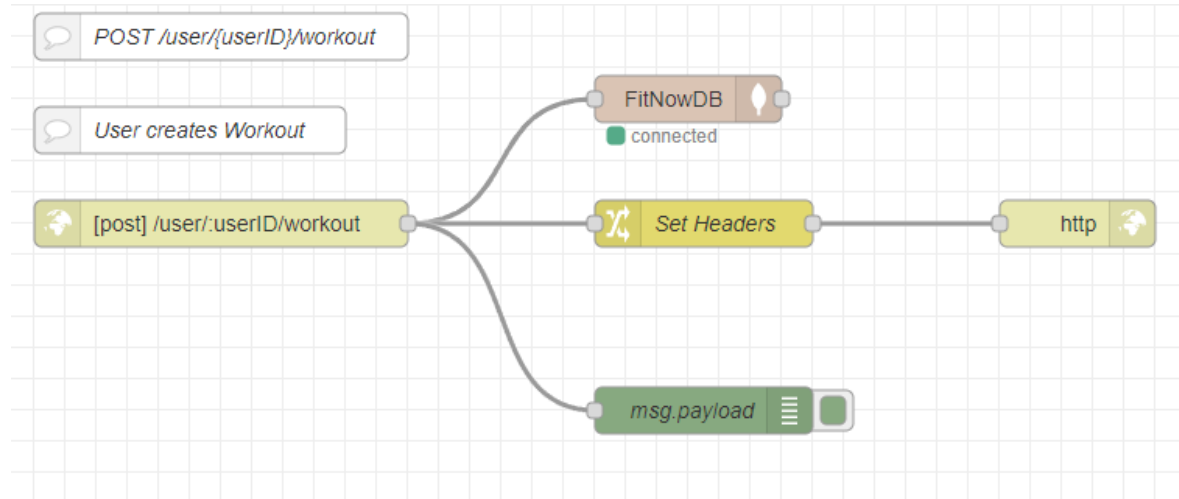 POST /user/{userID}/workout
FitNowDB
connected
User creates Workout
[post] /user/:userID/workout
Set Headers
http
msg.payload